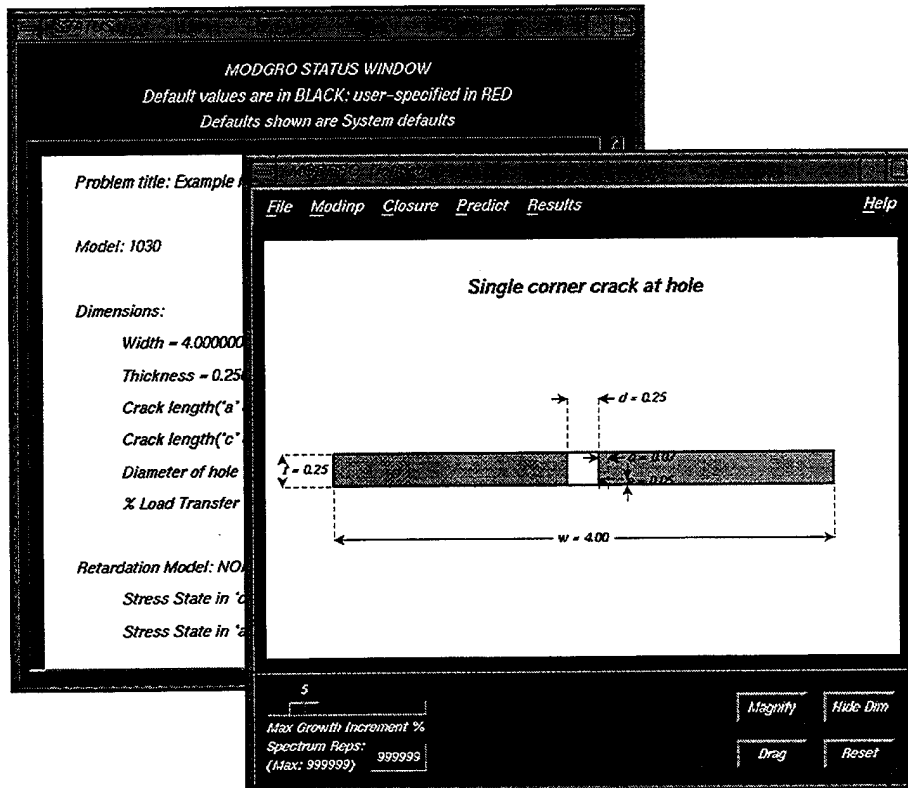 MODGRO STATUS WINDOW
Default values are in BLACK: user-specified in RED
Defaults shown are System defaults
Problem title: Example
Model: 1030
Dimensions:
Width = 4.000000
Thickness = 0.25
Crack length("a"
Crack length("c"
Diameter of hole
% Load Transfer
Retardation Model:
Stress State in "c
Stress State in "a
File Modinp Closure Predict Results Help
Single corner crack at hole
d = 0.25
t = 0.25
w = 4.00
5
Max Growth Increment %
Spectrum Reps:
(Max: 999999) 999999
Magnify Hide Dim
Drag Reset